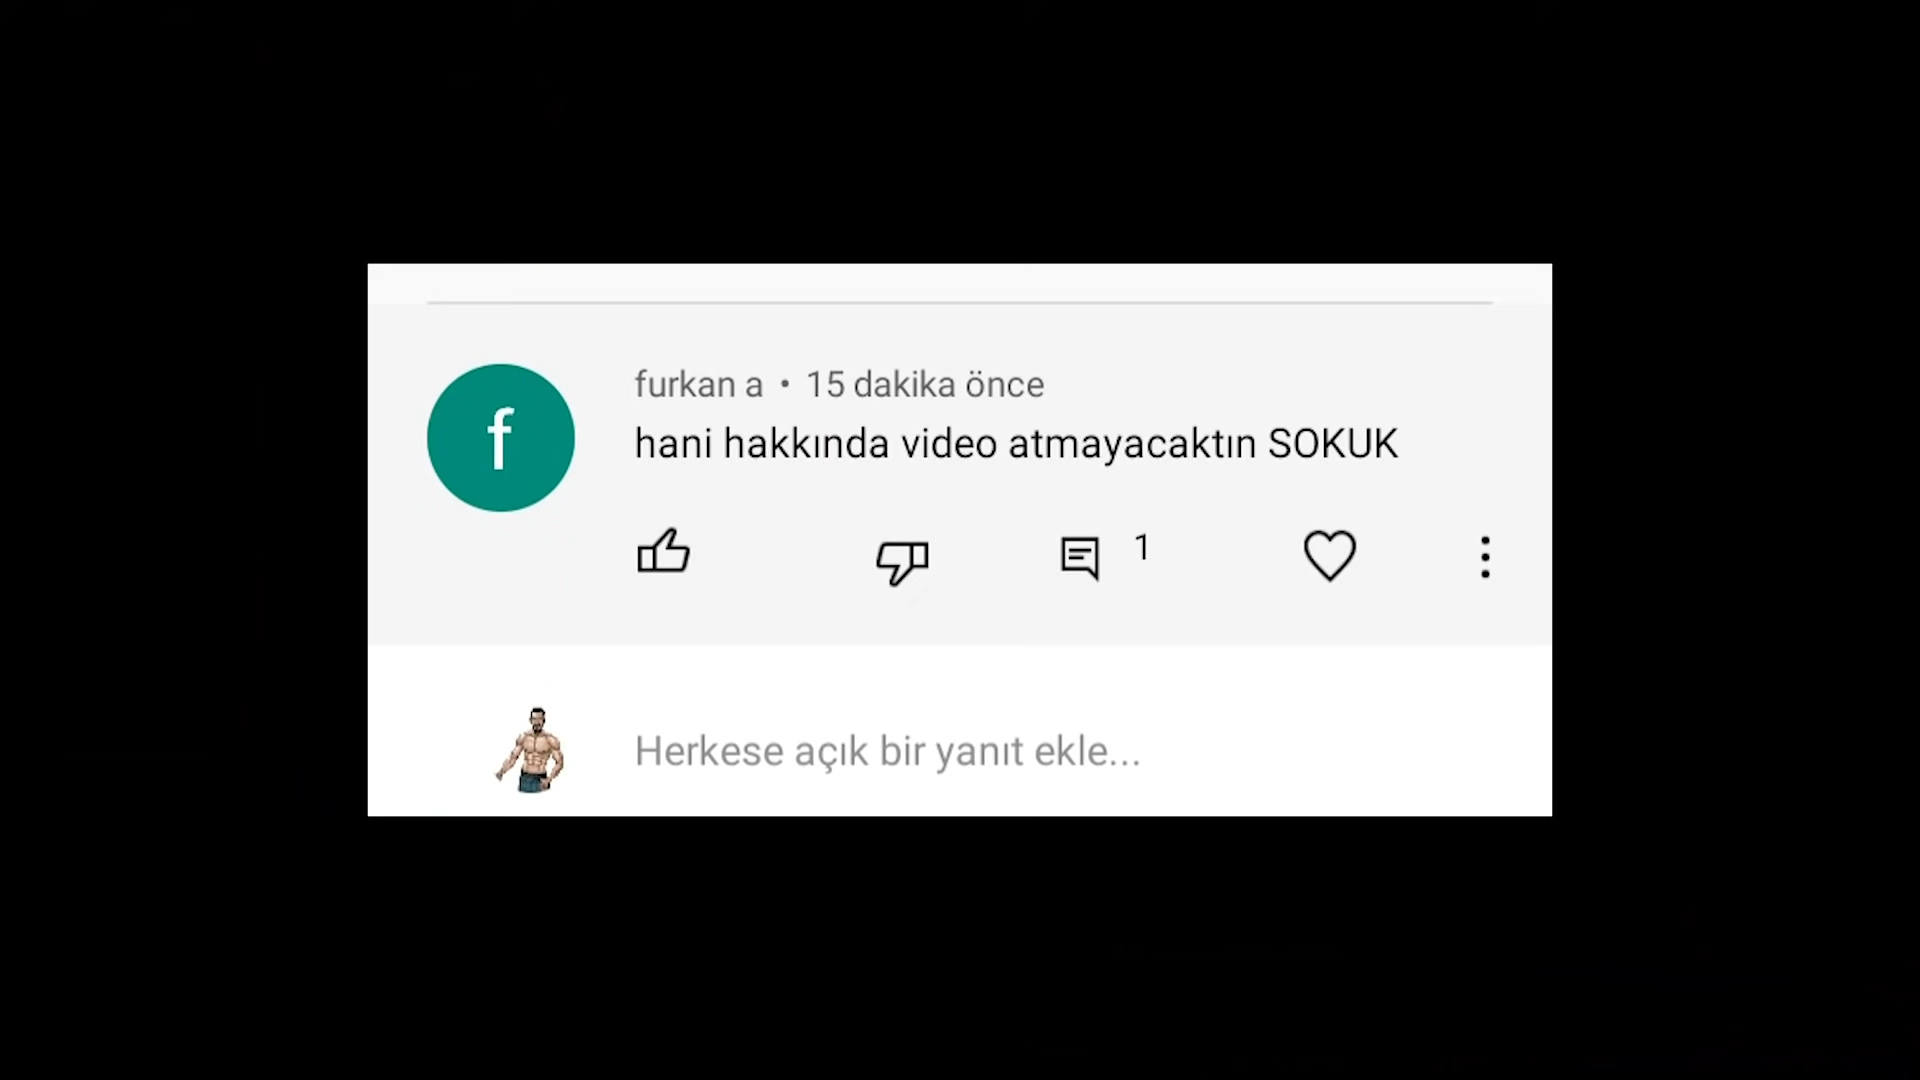 f
furkan a • 15 dakika önce
hani hakkında video atmayacaktın SOKUK
1
Herkese açık bir yanıt ekle...